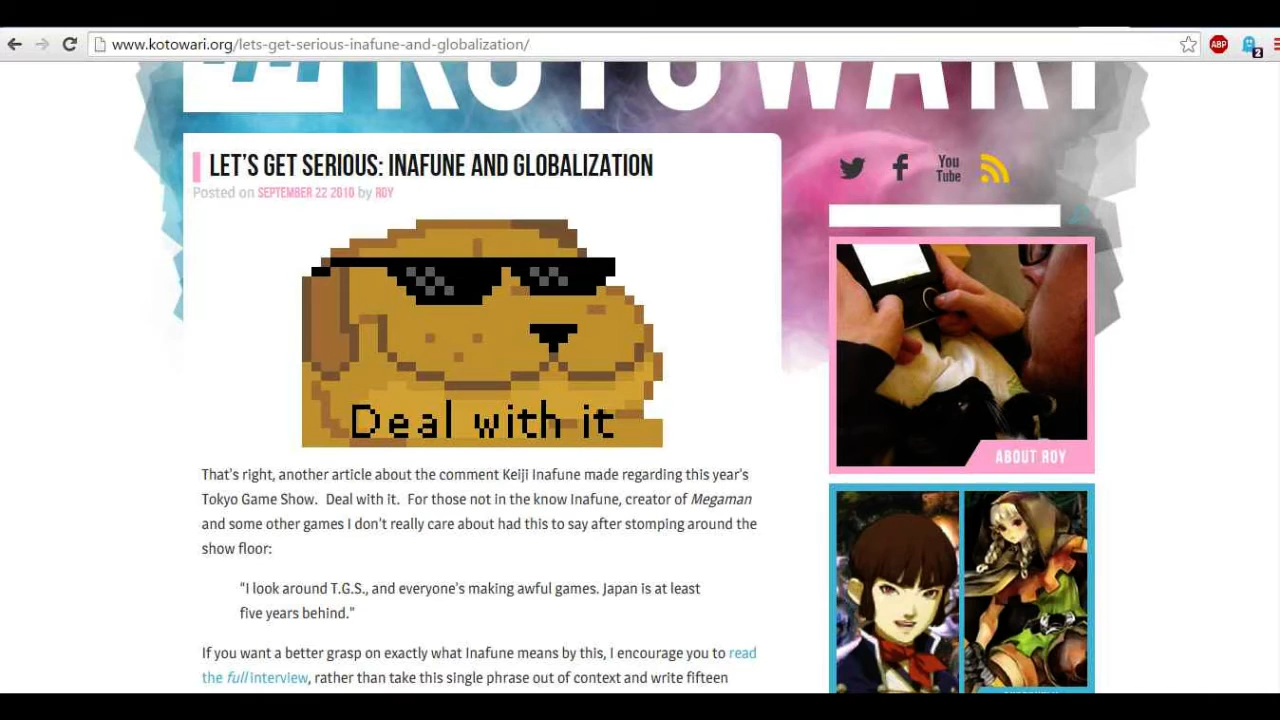 www.kotowari.org/lets-get-serious-inafune-and-globalization/
ABP
2
KOTOWARI
LET'S GET SERIOUS: INAFUNE AND GLOBALIZATION
Posted on SEPTEMBER 22 2010 by ROY
You
Tube
Deal with it
ABOUT ROY
That's right, another article about the comment Keiji Inafune made regarding this year's
Tokyo Game Show.  Deal with it.  For those not in the know Inafune, creator of Megaman
and some other games I don't really care about had this to say after stomping around the
show floor:
“I look around T.G.S., and everyone's making awful games. Japan is at least
five years behind.”
If you want a better grasp on exactly what Inafune means by this, I encourage you to read
the full interview, rather than take this single phrase out of context and write fifteen